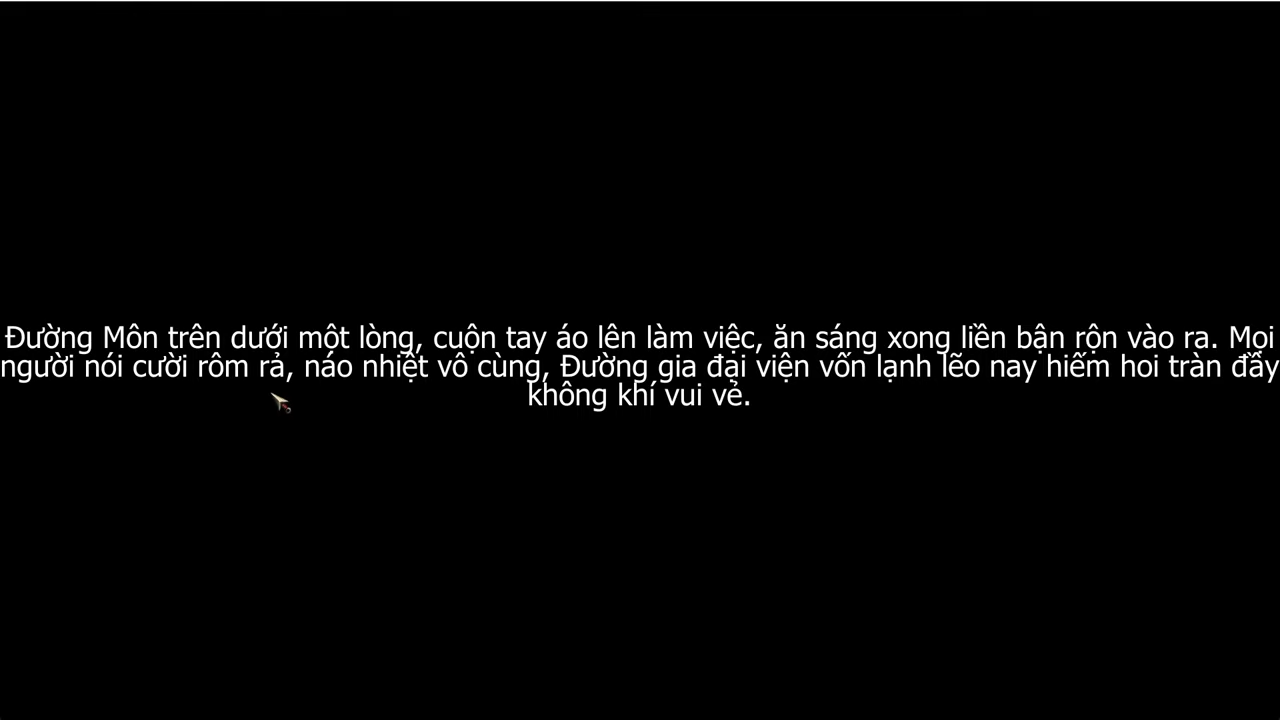 Đường Môn trên dưới một lòng, cuộn tay áo lên làm việc, ăn sáng xong liền bận rộn vào ra. Mọi
người nói cười rôm rả, náo nhiệt vô cùng, Đường gia đại viện vốn lạnh lẽo nay hiếm hoi tràn đầy
không khí vui vẻ.